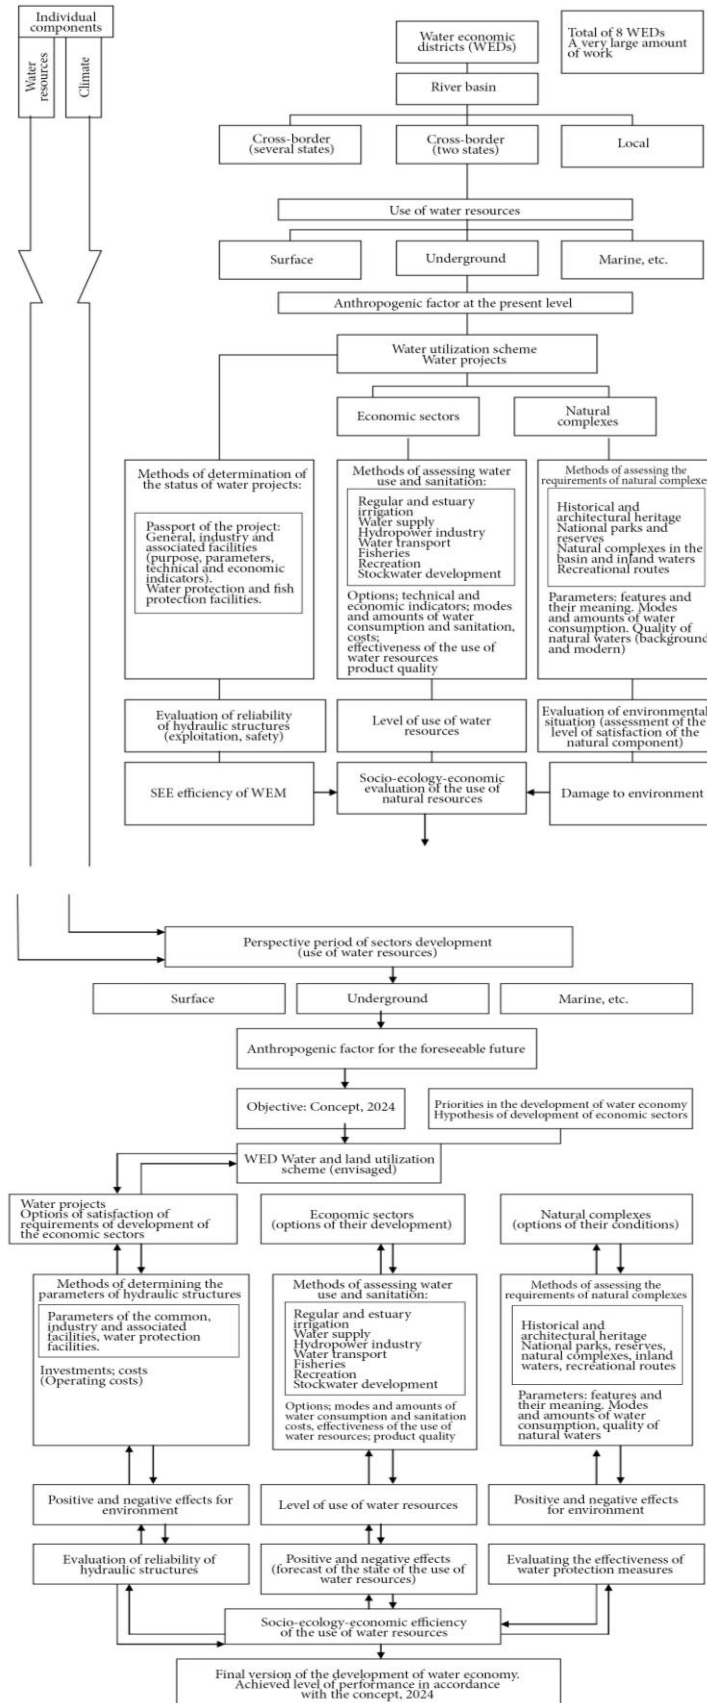 Individual
components
Water
resources
Climate
Water economic
districts (WEDs)
Total of 8 WEDs
A very large amount
of work
River basin
Cross-border
(several states)
Cross-border
(two states)
Local
Use of water resources
Surface
Underground
Marine, etc.
Anthropogenic factor at the present level
Water utilization scheme
Water projects
Economic sectors
Natural
complexes
Methods of determination of
the status of water projects:
Passport of the project:
General, industry and
associated facilities
(purpose, parameters,
technical and economic
indicators).
Water protection and fish
protection facilities.
Methods of assessing water
use and sanitation:
Regular and estuary
irrigation
Water supply
Hydropower industry
Water transport
Fisheries
Recreation
Stockwater development
Options; technical and
economic indicators; modes
and amounts of water
consumption and sanitation,
costs;
effectiveness of the use of
water resources
product quality
Methods of assessing the
requirements of natural complexes
Historical and
architectural heritage
National parks and
reserves
Natural complexes in the
basin and inland waters
Recreational routes
Parameters: features and
their meaning. Modes
and amounts of water
consumption. Quality of
natural waters (background
and modern)
Evaluation of reliability
of hydraulic structures
(exploitation, safety)
Level of use of water
resources
Evaluation of environmental
situation (assessment of the
level of satisfaction of the
natural component)
SEE efficiency of WEM
Socio-ecology-economic
evaluation of the use of
natural resources
Damage to environment
Perspective period of sectors development
(use of water resources)
Surface
Underground
Marine, etc.
Anthropogenic factor for the foreseeable future
Objective: Concept, 2024
Priorities in the development of water economy
Hypothesis of development of economic sectors
WED Water and land utilization
scheme (envisaged)
Water projects
Options of satisfaction of
requirements of development of
the economic sectors
Economic sectors
(options of their development)
Natural complexes
(options of their conditions)
Methods of determining the
parameters of hydraulic structures
Parameters of the common,
industry and associated
facilities, water protection
facilities.
Investments; costs
(Operating costs)
Methods of assessing water
use and sanitation:
Regular and estuary
irrigation
Water supply
Hydropower industry
Water transport
Fisheries
Recreation
Stockwater development
Options; modes and amounts of
water consumption and sanitation
costs, effectiveness of the use of
water resources; product quality
Methods of assessing the
requirements of natural complexes
Historical and
architectural heritage
National parks, reserves,
natural complexes, inland
waters, recreational routes
Parameters: features and
their meaning. Modes
and amounts of water
consumption, quality of
natural waters
Positive and negative effects for
environment
Level of use of water resources
Positive and negative effects
for environment
Evaluation of reliability of
hydraulic structures
Positive and negative effects
(forecast of the state of the use of
water resources)
Evaluating the effectiveness of
water protection measures
Socio-ecology-economic efficiency
of the use of water resources
Final version of the development of water economy.
Achieved level of performance in accordance
with the concept, 2024